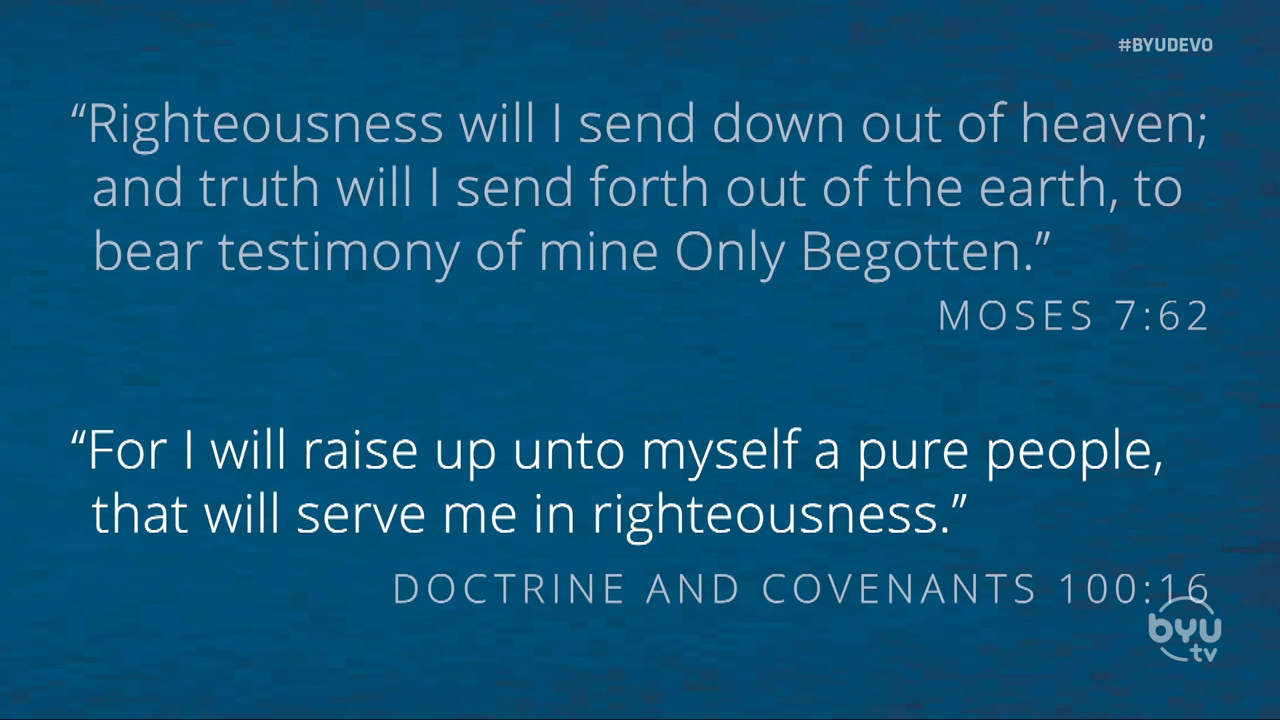 #BYUDEVO
“Righteousness will I send down out of heaven;
and truth will I send forth out of the earth, to
bear testimony of mine Only Begotten.”
MOSES 7:62
“For I will raise up unto myself a pure people,
that will serve me in righteousness.”
DOCTRINE AND COVENANTS 100:16
byu
tv